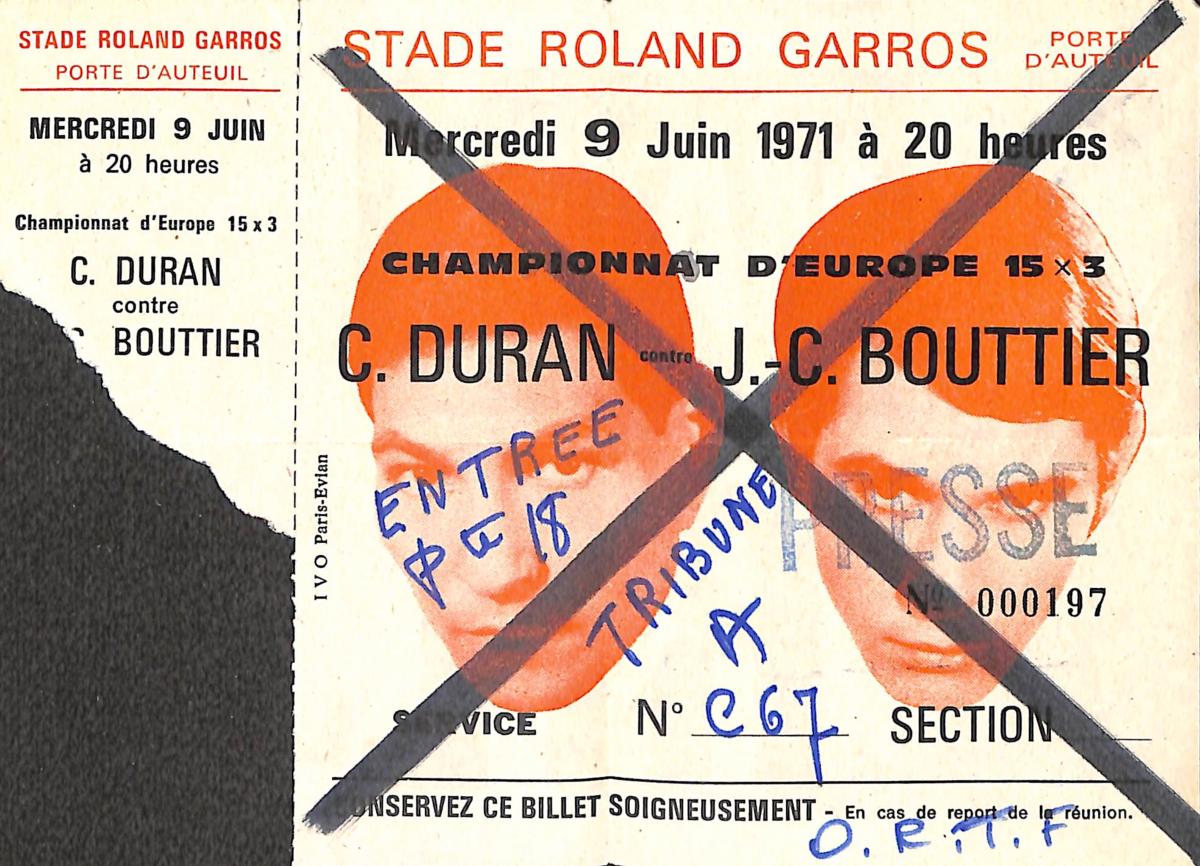 STADE ROLAND GARROS
PORTE D'AUTEUIL
MERCREDI 9 JUIN
à 20 heures
Championnat d'Europe 15 x 3
C. DURAN
contre
BOUTTIER
STADE ROLAND GARROS
PORTE
D'AUTEUIL
Mercredi 9 Juin 1971 à 20 heures
CHAMPIONNAT D'EUROPE 15 × 3
C. DURAN contre J.-C. BOUTTIER
ENTREE
PTE 18
TRIBUNE
A
PRESSE
Nº 000197
I V O Paris-Evian
SERVICE N° C67 SECTION
CONSERVEZ CE BILLET SOIGNEUSEMENT - En cas de report de la réunion.
O.R.T.F